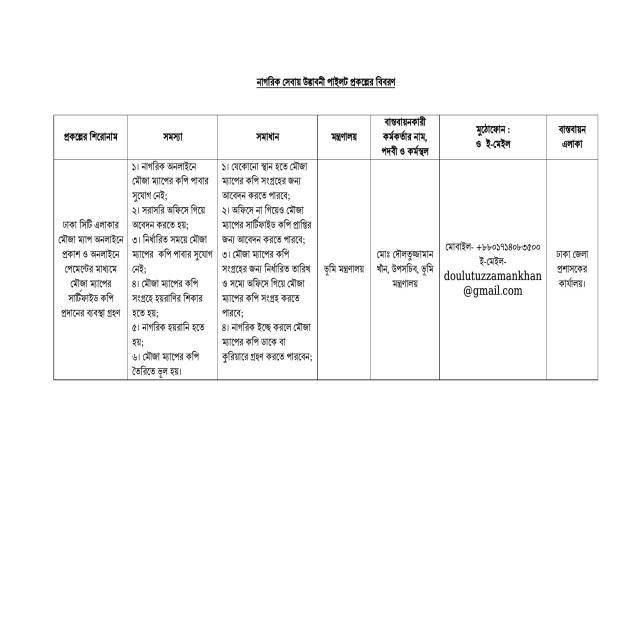 নাগরিক সেবায় উদ্ভাবনী পাইলট প্রকল্পের বিবরণ
প্রকল্পের শিরোনাম
সমস্যা
সমাধান
মন্ত্রণালয়
বাস্তবায়নকারী
কর্মকর্তার নাম,
পদবী ও কর্মস্থল
মুঠোফোন :
ও ই-মেইল
বাস্তবায়ন
এলাকা
ঢাকা সিটি এলাকার
মৌজা ম্যাপ অনলাইনে
প্রকাশ ও অনলাইনে
পেমেন্টের মাধ্যমে
মৌজা ম্যাপের
সার্টিফাইড কপি
প্রদানের ব্যবস্থা গ্রহণ
১। নাগরিক অনলাইনে
মৌজা ম্যাপের কপি পাবার
সুযোগ নেই;
২। সরাসরি অফিসে গিয়ে
আবেদন করতে হয়;
৩। নির্ধারিত সময়ে মৌজা
ম্যাপের কপি পাবার সুযোগ
নেই;
৪। মৌজা ম্যাপের কপি
সংগ্রহে হয়রাণির শিকার
হতে হয়;
৫। নাগরিক হয়রানি হতে
হয়;
৬। মৌজা ম্যাপের কপি
তৈরিতে ভুল হয়।
১। যেকোনো স্থান হতে মৌজা
ম্যাপের কপি সংগ্রহের জন্য
আবেদন করতে পারবে;
২। অফিসে না গিয়েও মৌজা
ম্যাপের সার্টিফাইড কপি প্রাপ্তির
জন্য আবেদন করতে পারবে;
৩। মৌজা ম্যাপের কপি
সংগ্রহের জন্য নির্ধারিত তারিখ
ও সময়ে অফিসে গিয়ে মৌজা
ম্যাপের কপি সংগ্রহ করতে
পারবে;
৪। নাগরিক ইচ্ছে করলে মৌজা
ম্যাপের কপি ডাকে বা
কুরিয়ারে গ্রহণ করতে পারবেন;
ভূমি মন্ত্রণালয়
মোঃ দৌলতুজ্জামান
খাঁন, উপসচিব, ভূমি
মন্ত্রণালয়
মোবাইল- +৮৮০১৭১৪০৮৩৫০০
ই-মেইল-
doulutuzzamankhan
@gmail.com
ঢাকা জেলা
প্রশাসকের
কার্যালয়।